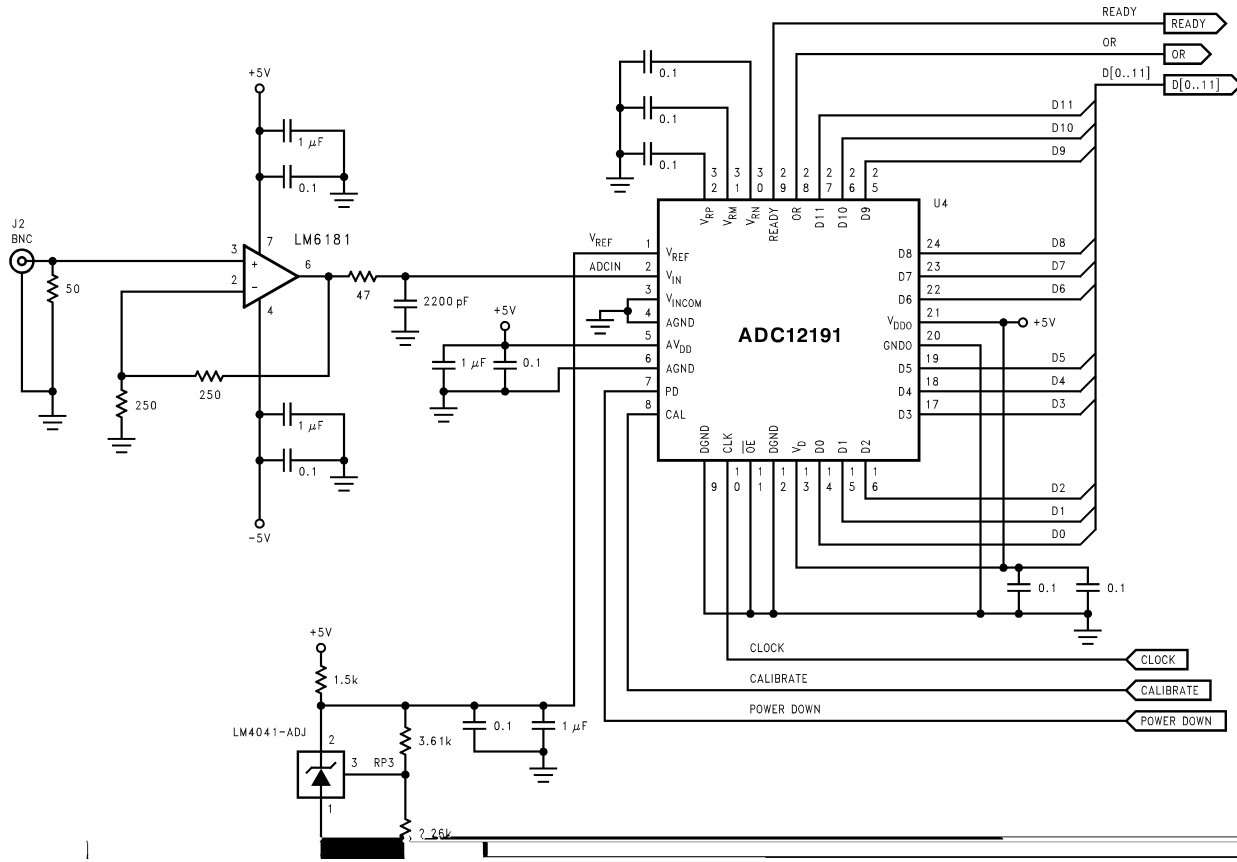 READY
READY
OR
OR
D[0..11]
D[0..11]
+5V
0.1
0.1
0.1
1 μF
0.1
D11
D10
D9
32 31 30 29 28 27 26 25
VRP VRM VRN READY OR D11 D10 D9
U4
J2
BNC
LM6181
3
2
7
6
4
+
−
50
47
2200pF
250
250
VREF
ADCIN
1 VREF
2 VIN
3 VINCOM
4 AGND
5 AVDD
6 AGND
7 PD
8 CAL
ADC12191
D8 24 D8
D7 23 D7
D6 22 D6
VDDO 21 +5V
GNDO 20
D5 19 D5
D4 18 D4
D3 17 D3
+5V
1 μF
0.1
1 μF
0.1
-5V
DGND CLK OE DGND VD D0 D1 D2
9 10 11 12 13 14 15 16
D2
D1
D0
0.1
0.1
CLOCK
CLOCK
CALIBRATE
CALIBRATE
POWER DOWN
POWER DOWN
+5V
1.5k
LM4041-ADJ
2
3
1
RP3
3.61k
0.1
1 μF
2.26k